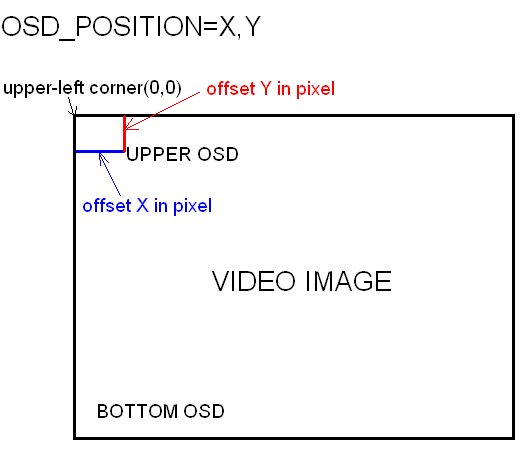 OSD_POSITION=X,Y
upper-left corner(0,0)
offset Y in pixel
UPPER OSD
offset X in pixel
VIDEO IMAGE
BOTTOM OSD